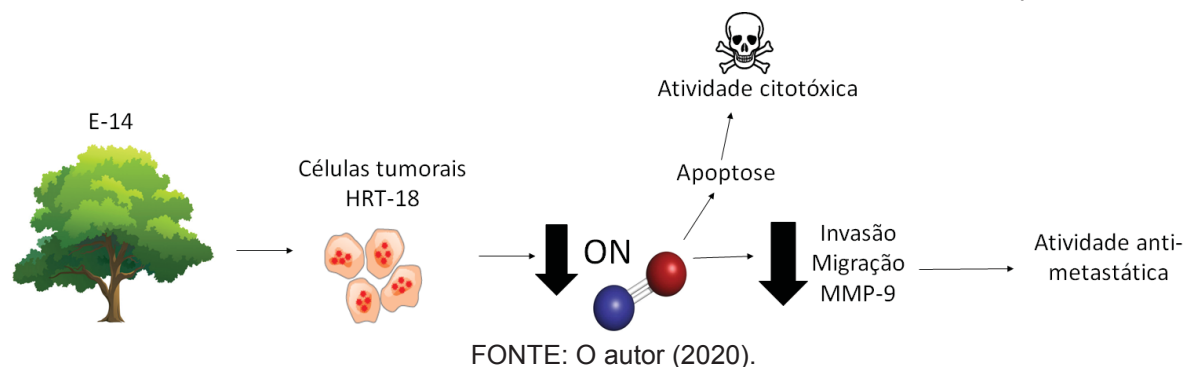 E-14
Células tumorais
HRT-18
ON
Apoptose
Atividade citotóxica
Invasão
Migração
MMP-9
Atividade anti-
metastática
FONTE: O autor (2020).